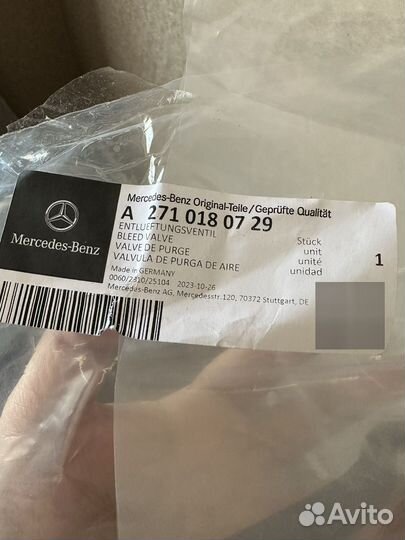 Mercedes-Benz Original-Teile/Geprüfte Qualität
A 271 018 07 29
ENTLUEFTUNGSVENTIL
BLEED VALVE
VALVE DE PURGE
VALVULA DE PURGA DE AIRE
Stück
unit
unité
unidad
1
Made in GERMANY
0060/2310/25104 2023-10-26
Mercedes-Benz AG, Mercedesstr.120, 70372 Stuttgart, DE
Mercedes-Benz
Avito